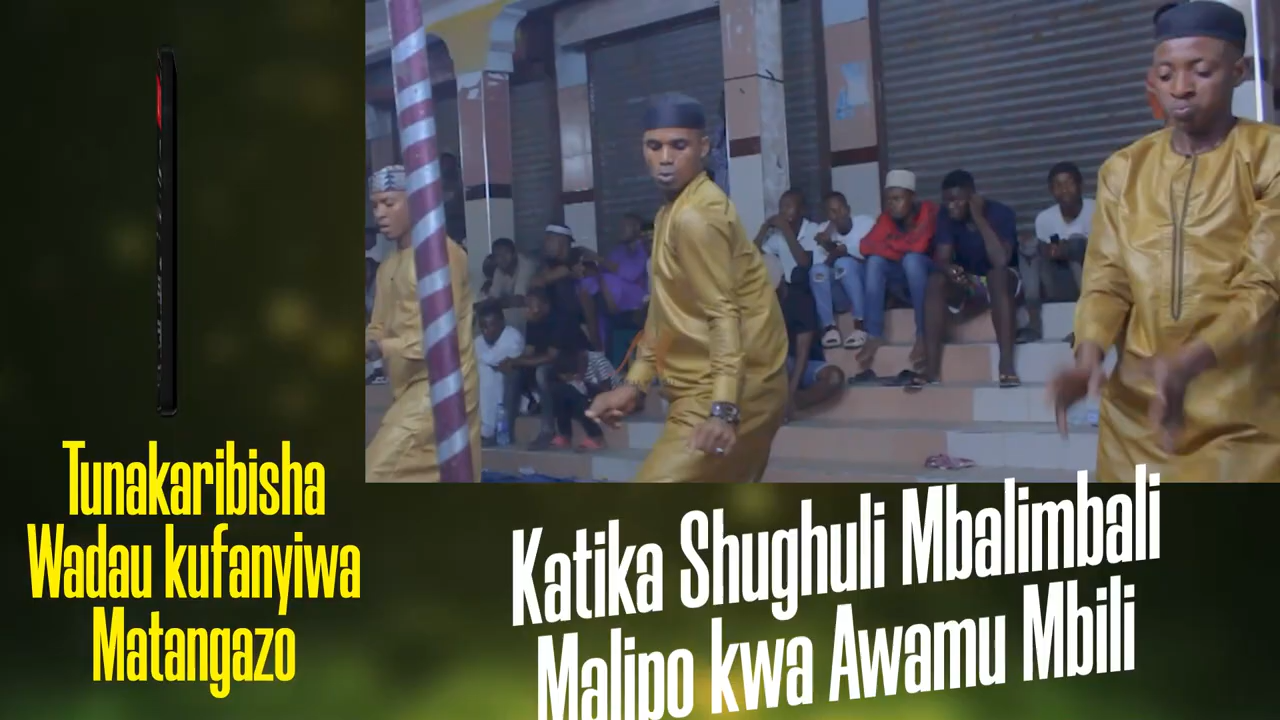 Tunakaribisha
Wadau kufanyiwa
Matangazo
Katika Shughuli Mbalimbali
Malipo kwa Awamu Mbili